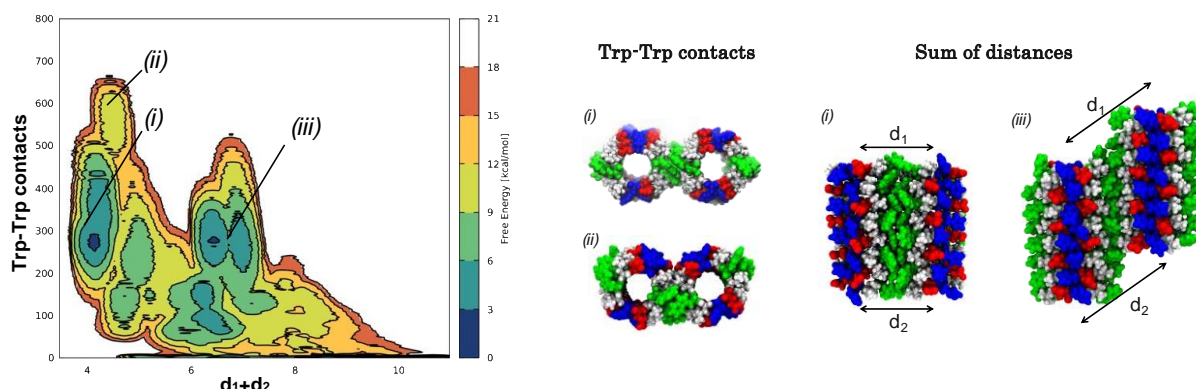 Trp-Trp contacts
800
700
600
500
400
300
200
100
0
4
6
8
10
d1+d2
(i)
(ii)
(iii)
21
18
15
12
9
6
3
0
Free Energy [kcal/mol]
Trp-Trp contacts
(i)
(ii)
Sum of distances
(i)
d1
d2
(iii)
d1
d2